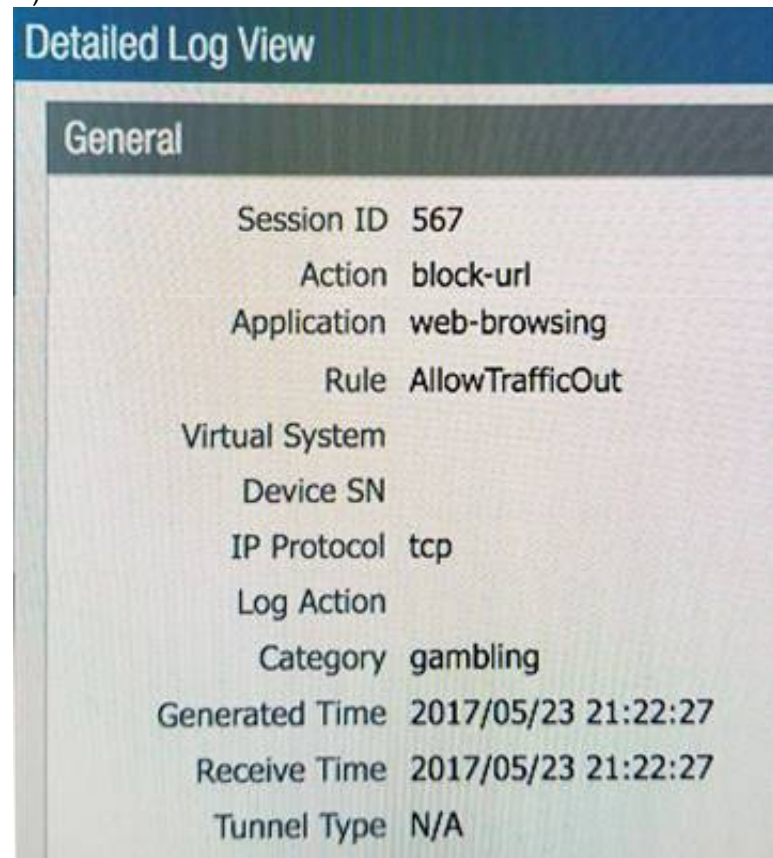 Detailed Log View
General
Session ID 567
Action block-url
Application web-browsing
Rule AllowTrafficOut
Virtual System
Device SN
IP Protocol tcp
Log Action
Category gambling
Generated Time 2017/05/23 21:22:27
Receive Time 2017/05/23 21:22:27
Tunnel Type N/A